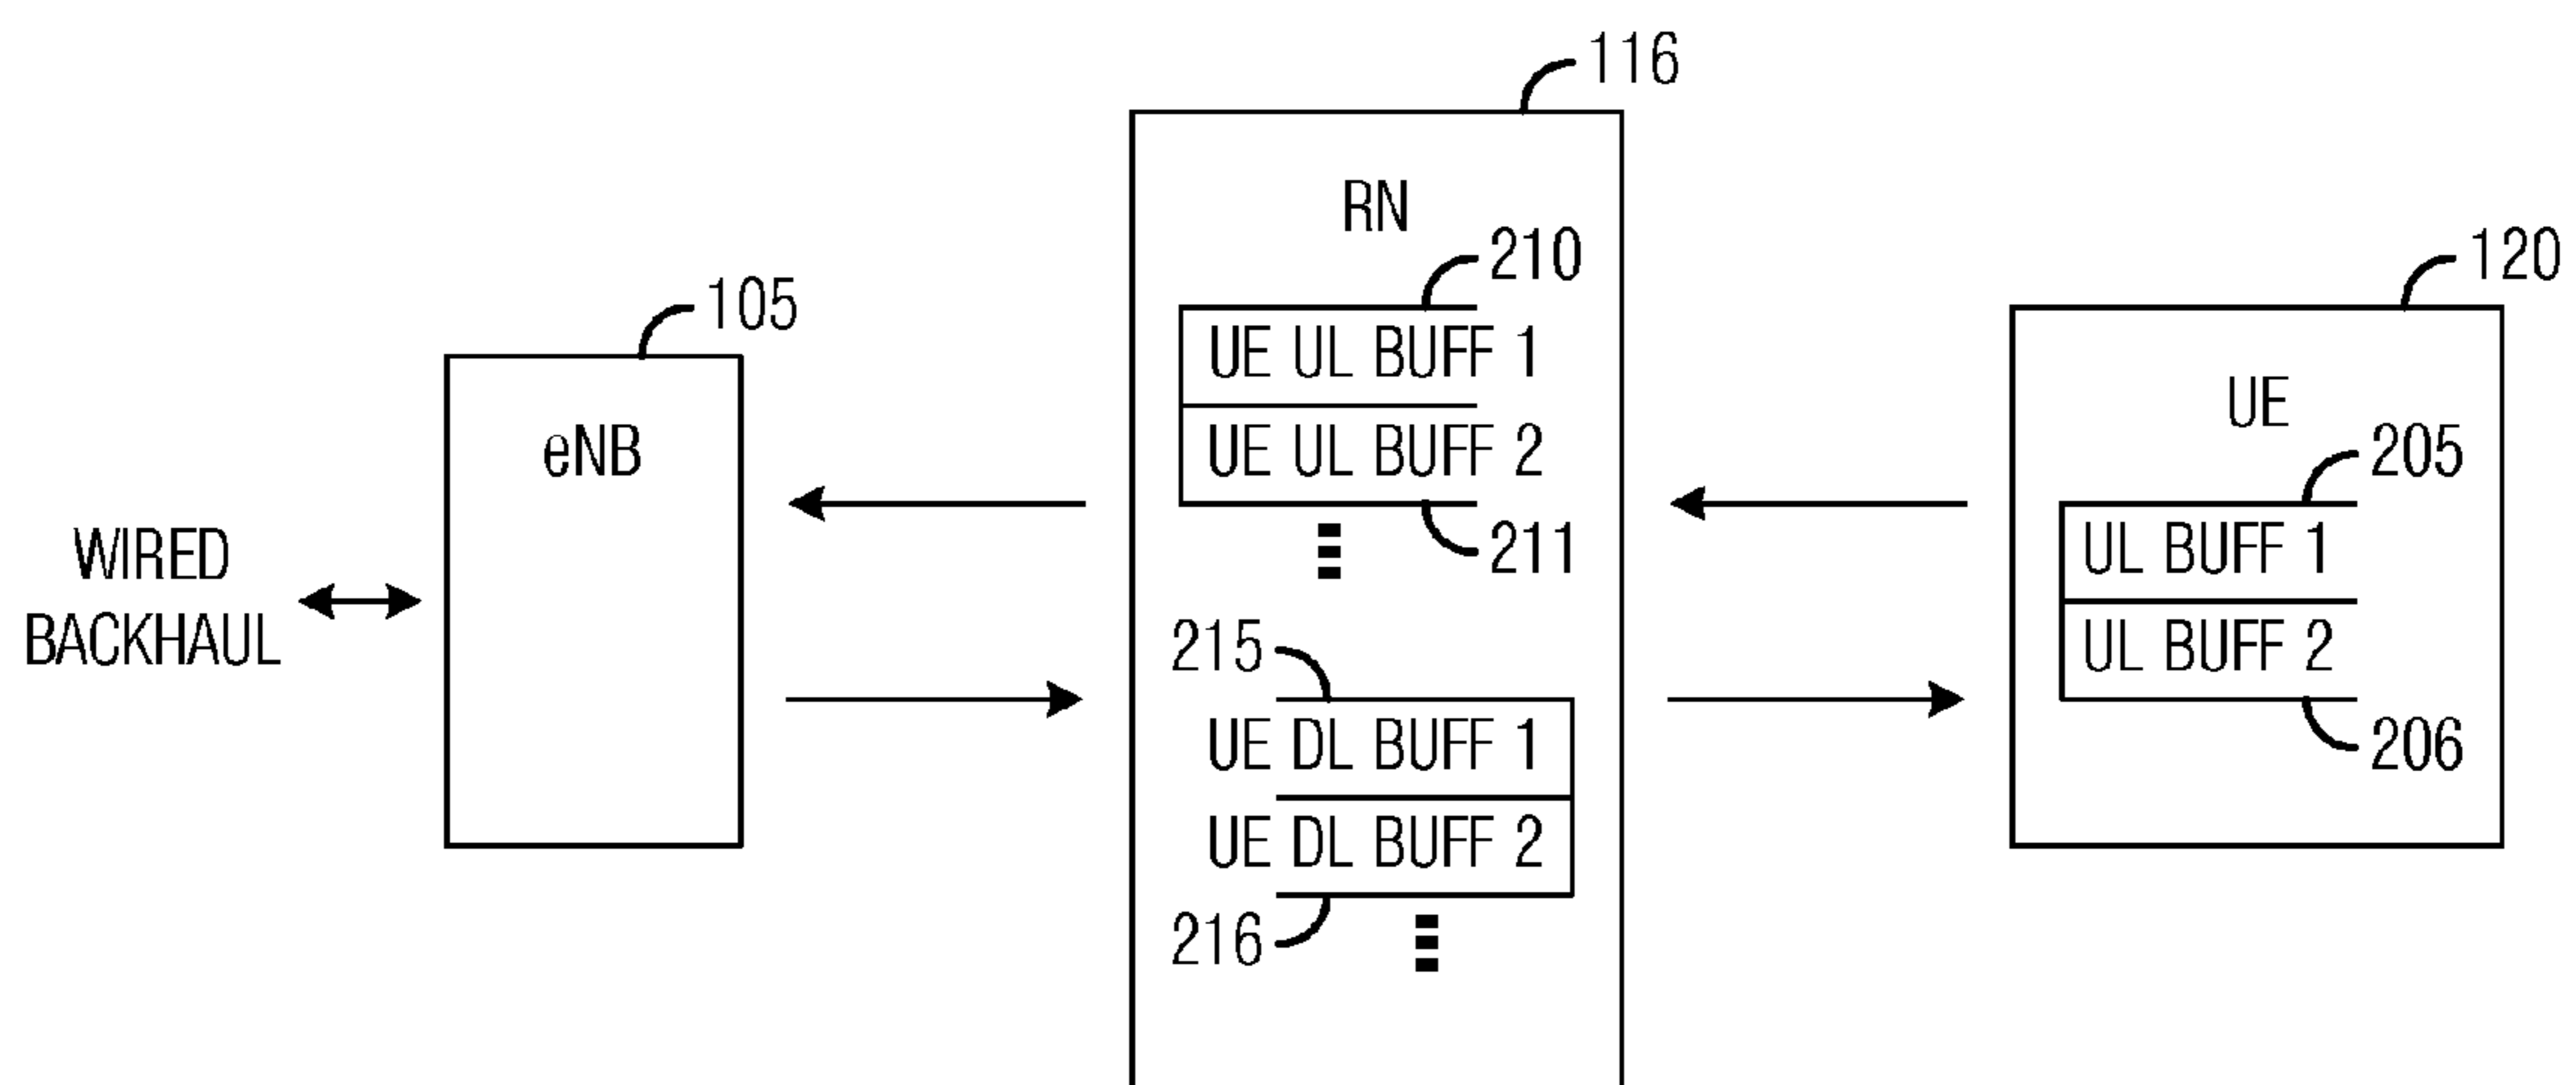 116
RN
210
120
105
UE UL BUFF 1
UE
eNB
UE UL BUFF 2
205
WIRED
BACKHAUL
211
UL BUFF 1
215
UL BUFF 2
UE DL BUFF 1
206
UE DL BUFF 2
216